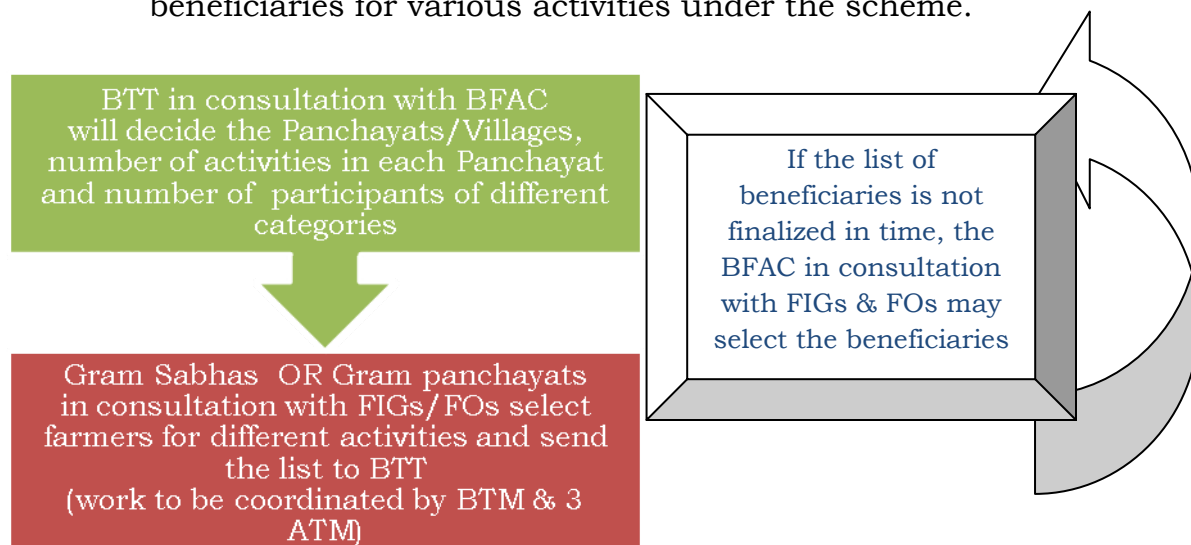 beneficiaries for various activities under the scheme.
BTT in consultation with BFAC
will decide the Panchayats/Villages,
number of activities in each Panchayat
and number of participants of different
categories
If the list of
beneficiaries is not
finalized in time, the
BFAC in consultation
with FIGs & FOs may
select the beneficiaries
Gram Sabhas OR Gram panchayats
in consultation with FIGs/FOs select
farmers for different activities and send
the list to BTT
(work to be coordinated by BTM & 3
ATM)